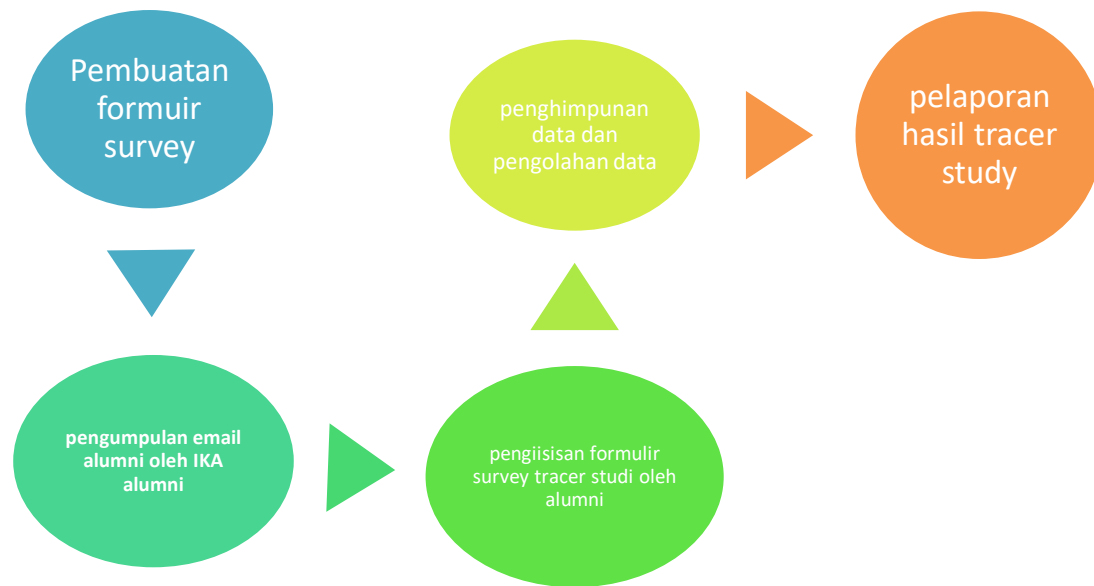 Pembuatan
formuir
survey
pengumpulan email
alumni oleh IKA
alumni
pengiisisan formulir
survey tracer studi oleh
alumni
penghimpunan
data dan
pengolahan data
pelaporan
hasil tracer
study